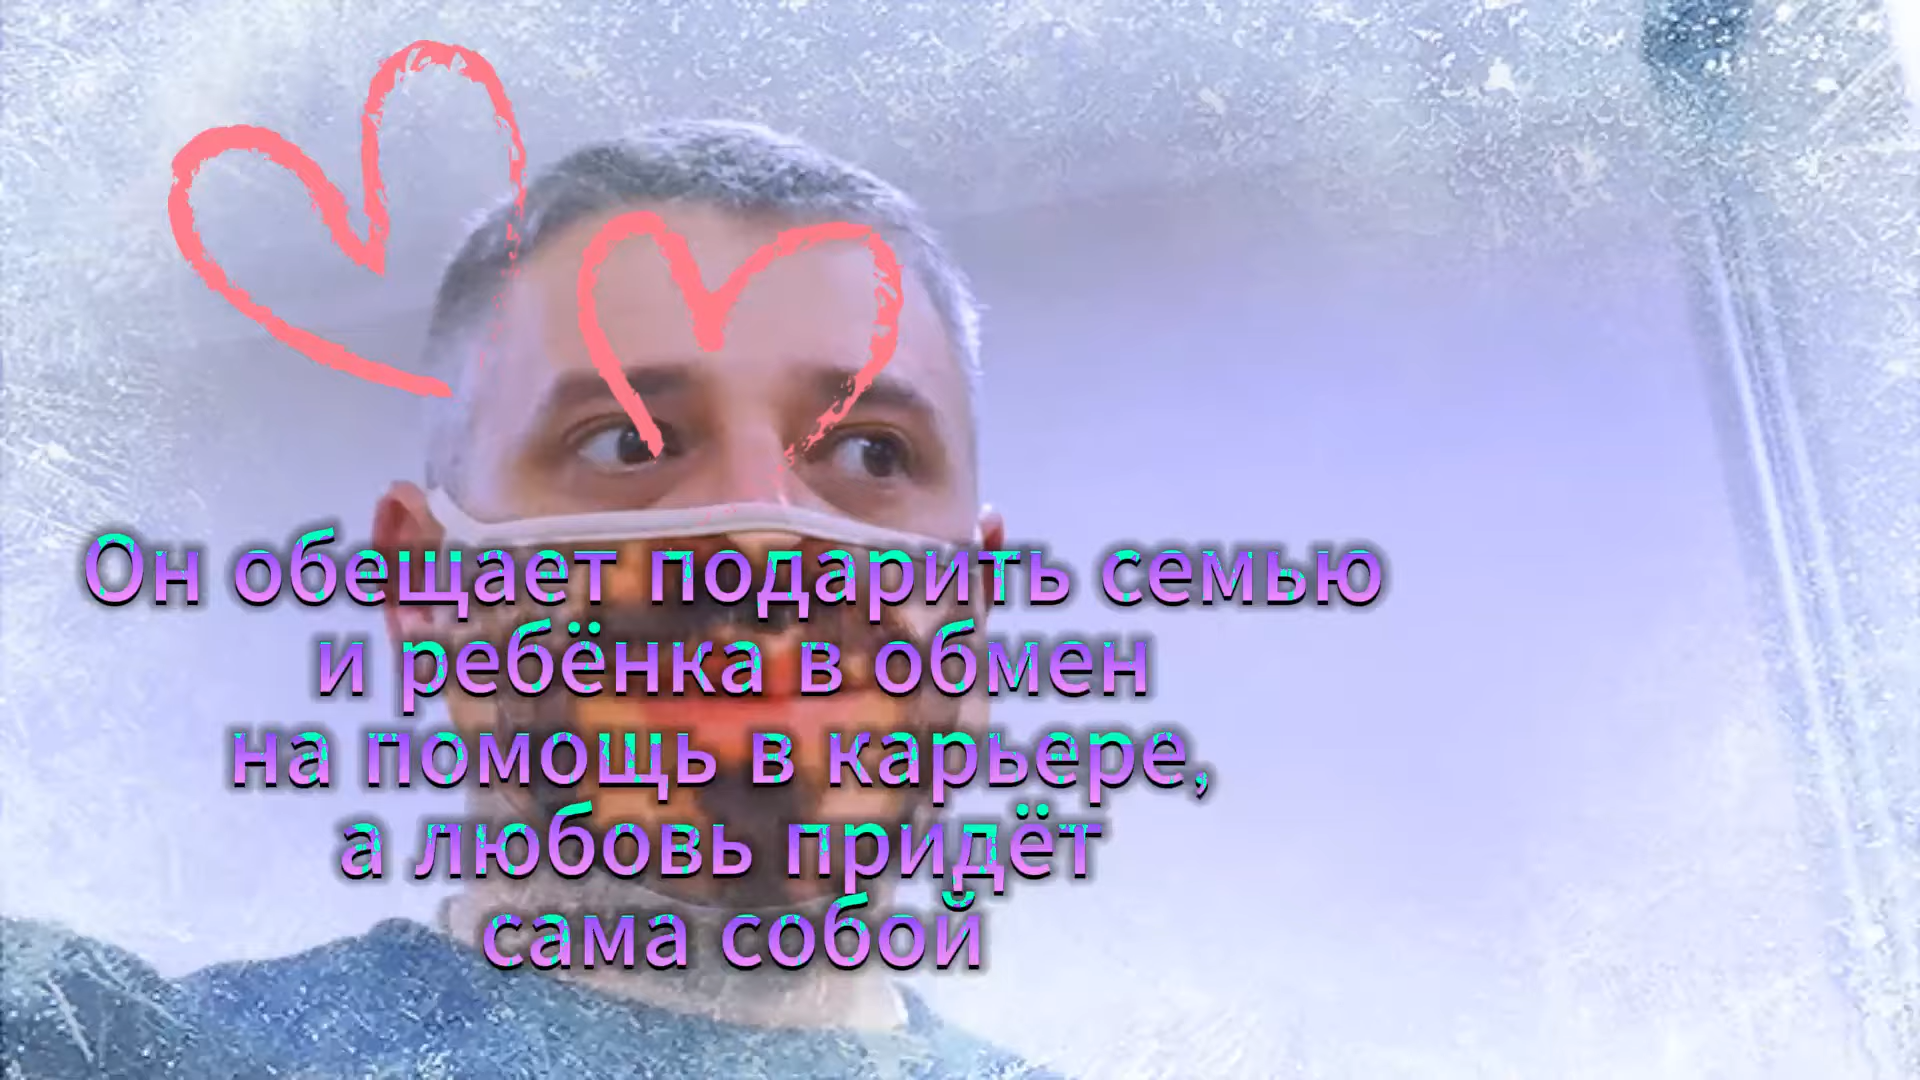 Он обещает подарить семью
и ребёнка в обмен
на помощь в карьере,
а любовь придёт
сама собой